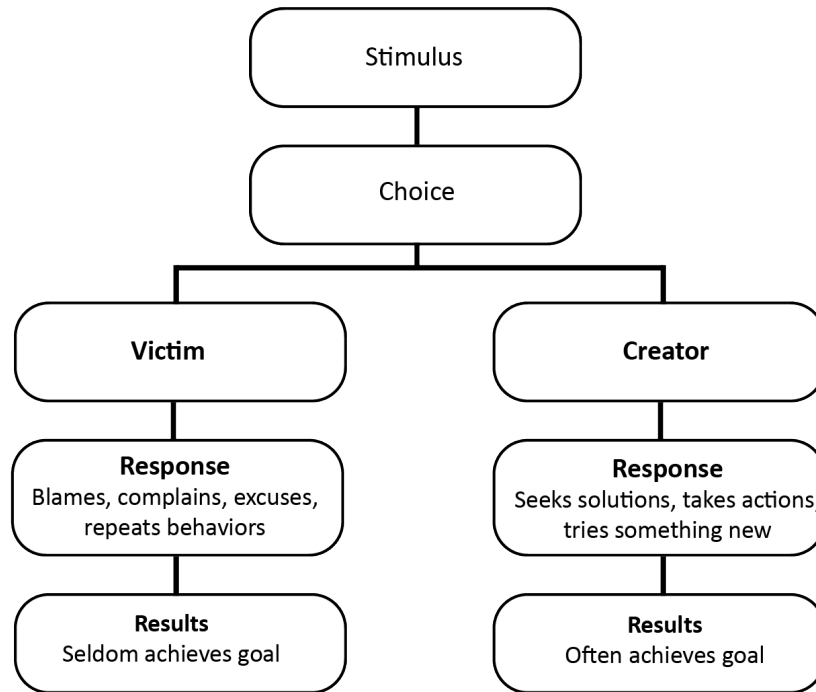 Stimulus
Choice
Victim
Creator
Response
Blames, complains, excuses,
repeats behaviors
Response
Seeks solutions, takes actions,
tries something new
Results
Seldom achieves goal
Results
Often achieves goal